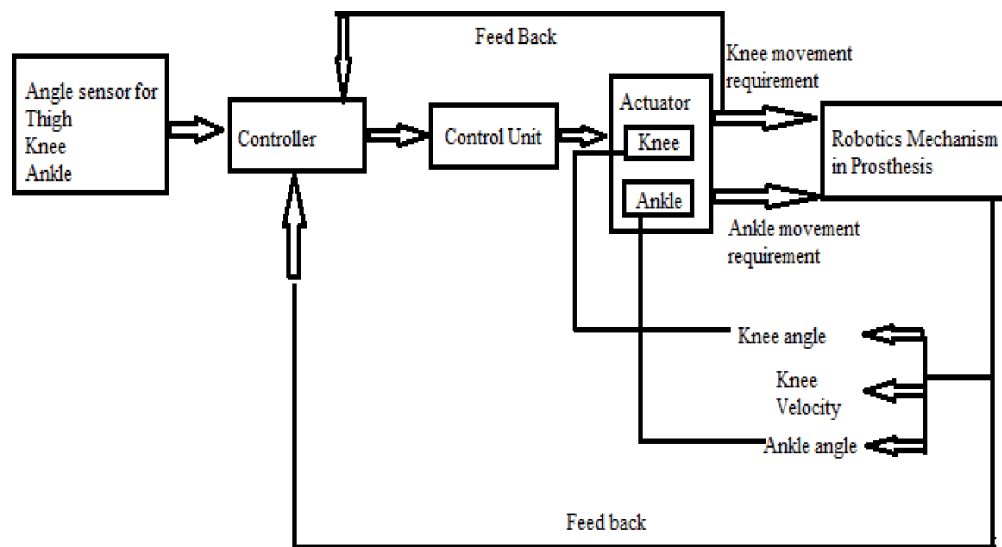 Feed Back
Knee movement
requirement
Angle sensor for
Thigh
Knee
Ankle
Controller
Control Unit
Actuator
Knee
Ankle
Robotics Mechanism
in Prosthesis
Ankle movement
requirement
Knee angle
Knee
Velocity
Ankle angle
Feed back